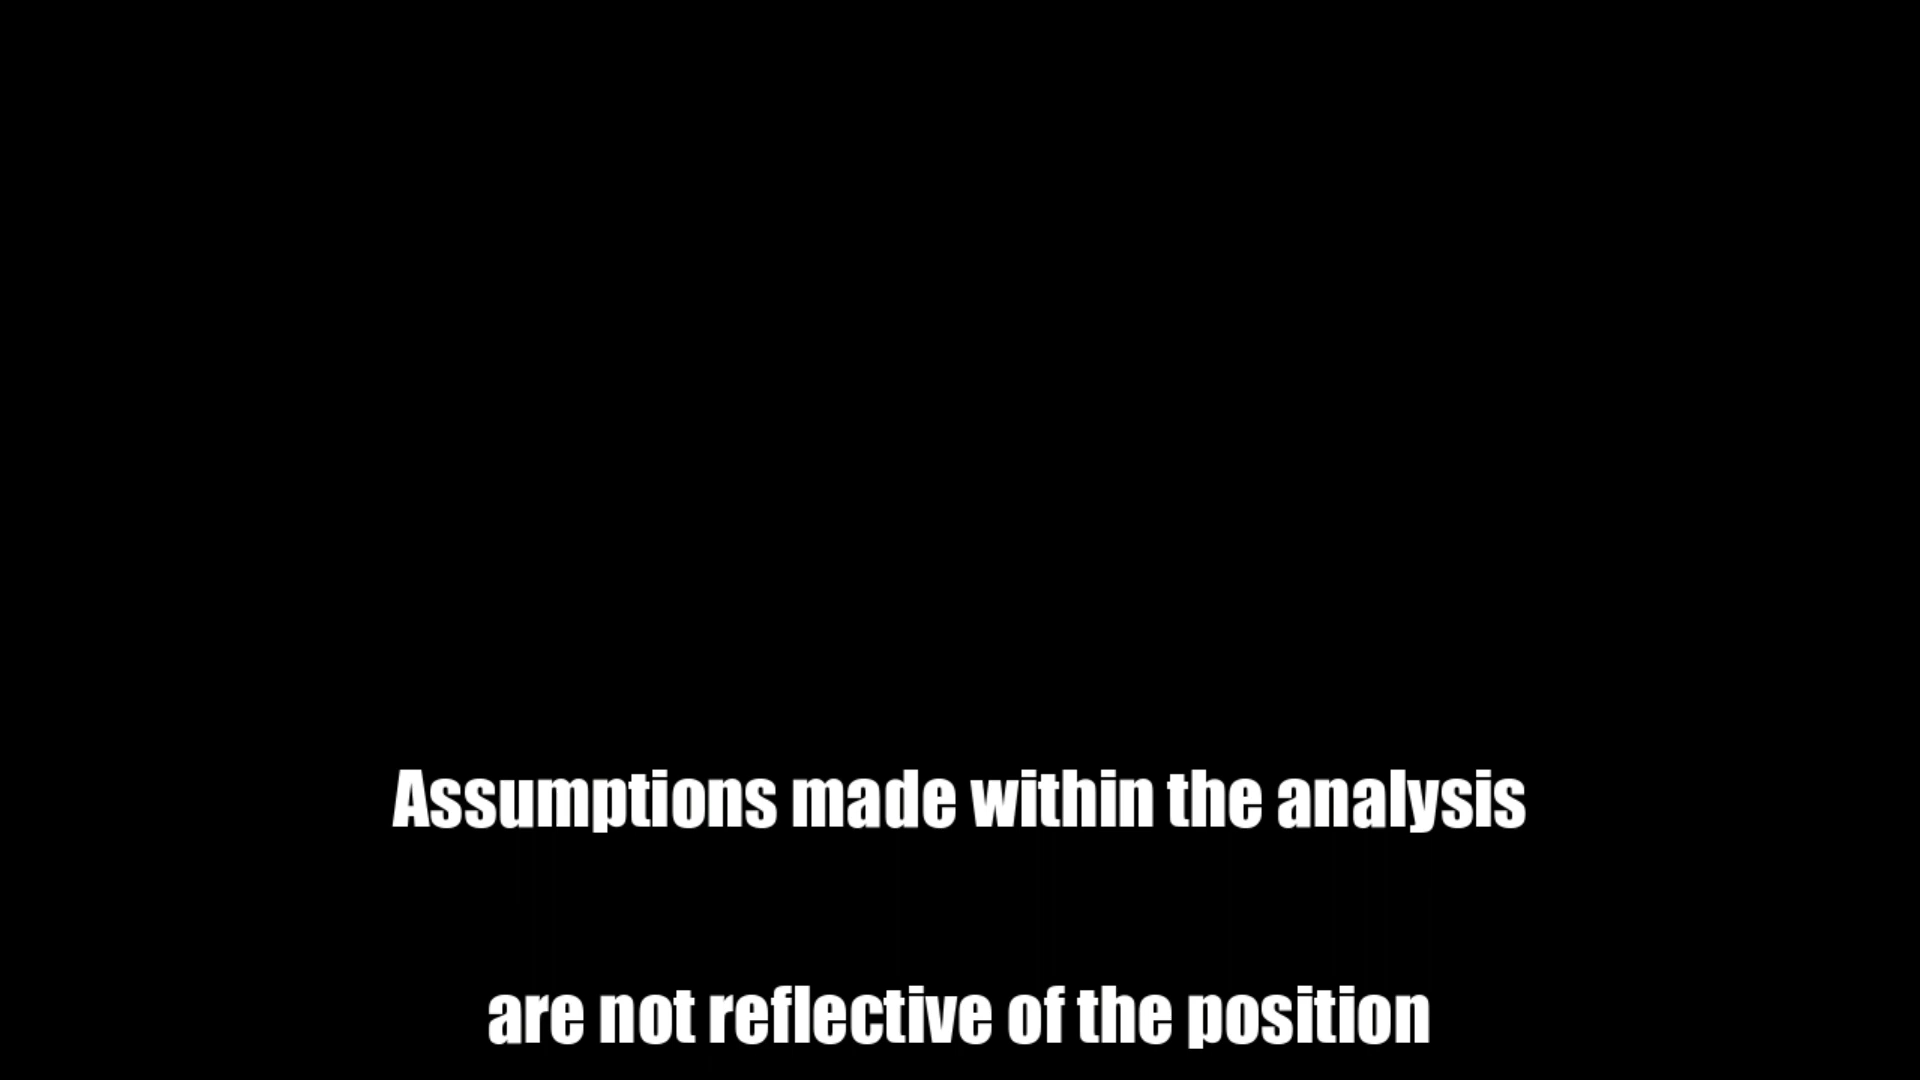 Assumptions made within the analysis
are not reflective of the position